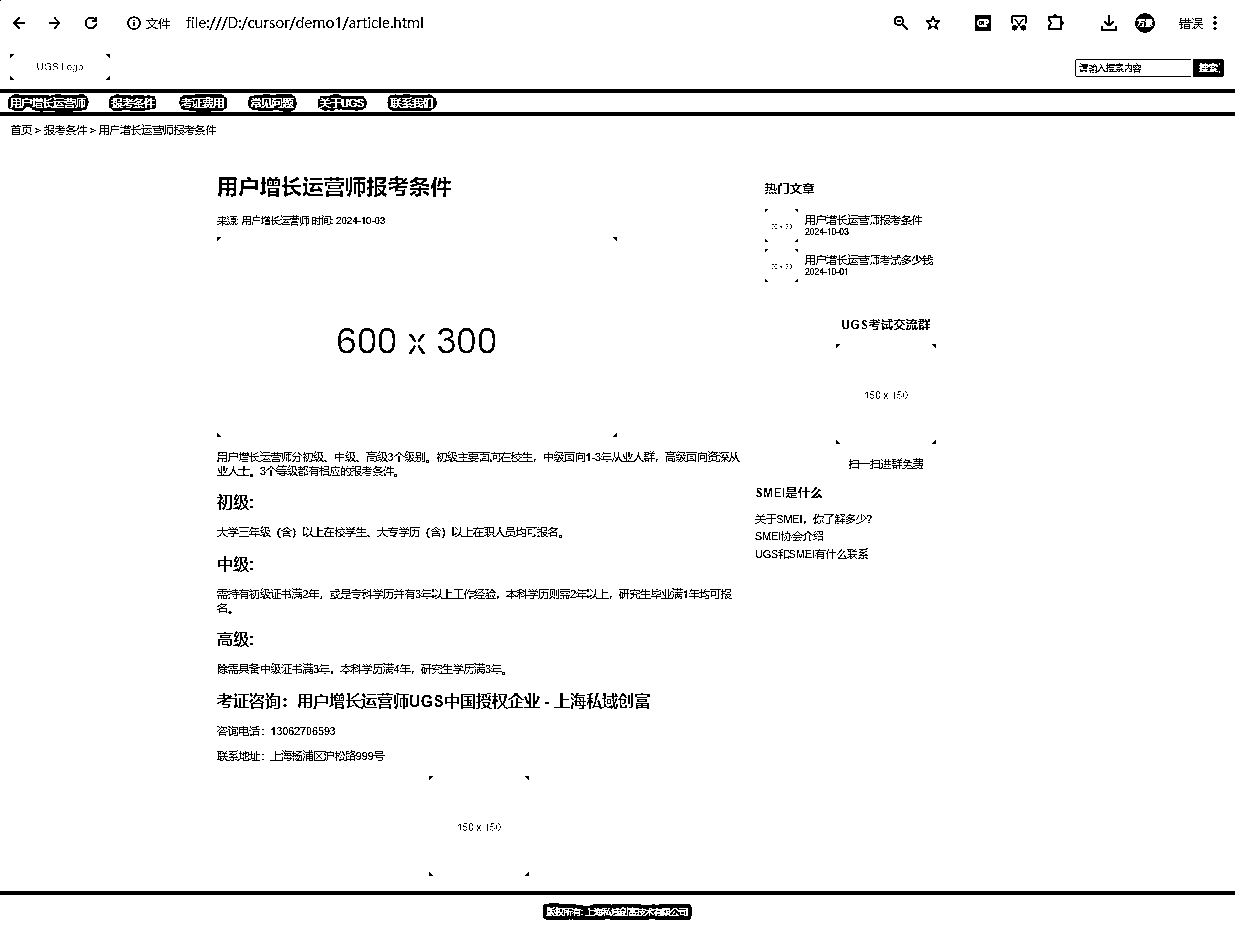 文件 file:///D:/cursor/demo1/article.html 错误
UGS Logo
请输入搜索内容 搜索
用户增长运营师 报考条件 考证费用 常见问题 关于UGS 联系我们
首页 > 报考条件 > 用户增长运营师报考条件
用户增长运营师报考条件
来源: 用户增长运营师 时间: 2024-10-03
600 x 300
用户增长运营师分初级、中级、高级3个级别。初级主要面向在校生，中级面向1-3年从业人群，高级面向资深从
业人士。3个等级都有相应的报考条件。
初级:
大学三年级（含）以上在校学生、大专学历（含）以上在职人员均可报名。
中级:
需持有初级证书满2年，或是专科学历并有3年以上工作经验，本科学历则需2年以上，研究生毕业满1年均可报
名。
高级:
除需具备中级证书满3年，本科学历满4年，研究生学历满3年。
考证咨询：用户增长运营师UGS中国授权企业 - 上海私域创富
咨询电话：13062706593
联系地址：上海杨浦区沪松路999号
150 x 150
热门文章
用户增长运营师报考条件
2024-10-03
用户增长运营师考试多少钱
2024-10-01
UGS考试交流群
150 x 150
扫一扫进群免费
SMEI是什么
关于SMEI，你了解多少?
SMEI协会介绍
UGS和SMEI有什么联系
版权所有: 上海私域创富技术有限公司